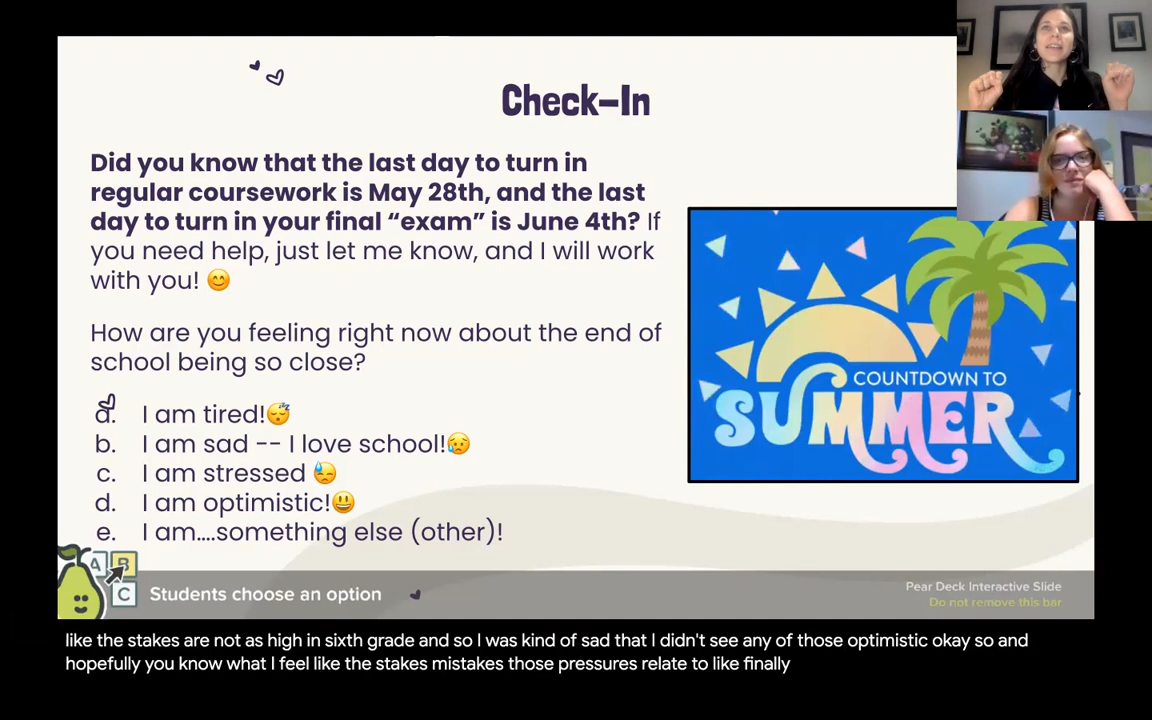 Check-In
Did you know that the last day to turn in
regular coursework is May 28th, and the last
day to turn in your final “exam” is June 4th? If
you need help, just let me know, and I will work
with you! 😊
How are you feeling right now about the end of
school being so close?
a. I am tired!😴
b. I am sad -- I love school!😥
c. I am stressed 😓
d. I am optimistic!😃
e. I am....something else (other)!
COUNTDOWN TO
SUMMER
A B
C
Students choose an option
Pear Deck Interactive Slide
Do not remove this bar
like the stakes are not as high in sixth grade and so I was kind of sad that I didn't see any of those optimistic okay so and
hopefully you know what I feel like the stakes mistakes those pressures relate to like finally